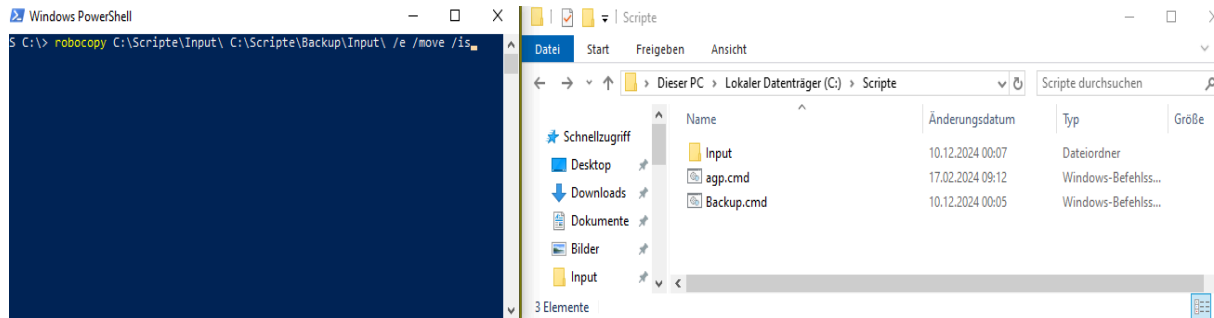 Windows PowerShell
S C:\> robocopy C:\Scripte\Input\ C:\Scripte\Backup\Input\ /e /move /is
Scripte
Datei Start Freigeben Ansicht
Dieser PC › Lokaler Datenträger (C:) › Scripte
Scripte durchsuchen
Name Änderungsdatum Typ Größe
Schnellzugriff
Desktop
Downloads
Dokumente
Bilder
Input
Input 10.12.2024 00:07 Dateiordner
agp.cmd 17.02.2024 09:12 Windows-Befehlss...
Backup.cmd 10.12.2024 00:05 Windows-Befehlss...
3 Elemente